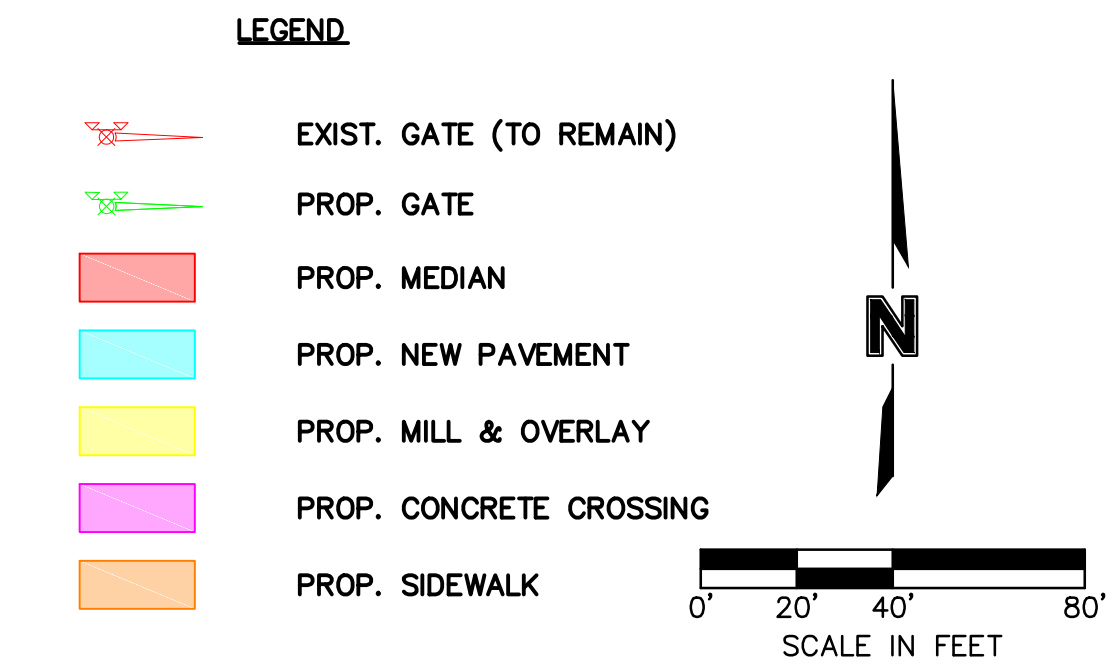 LEGEND
EXIST. GATE (TO REMAIN)
PROP. GATE
PROP. MEDIAN
PROP. NEW PAVEMENT
PROP. MILL & OVERLAY
PROP. CONCRETE CROSSING
PROP. SIDEWALK
N
0' 20' 40' 80'
SCALE IN FEET